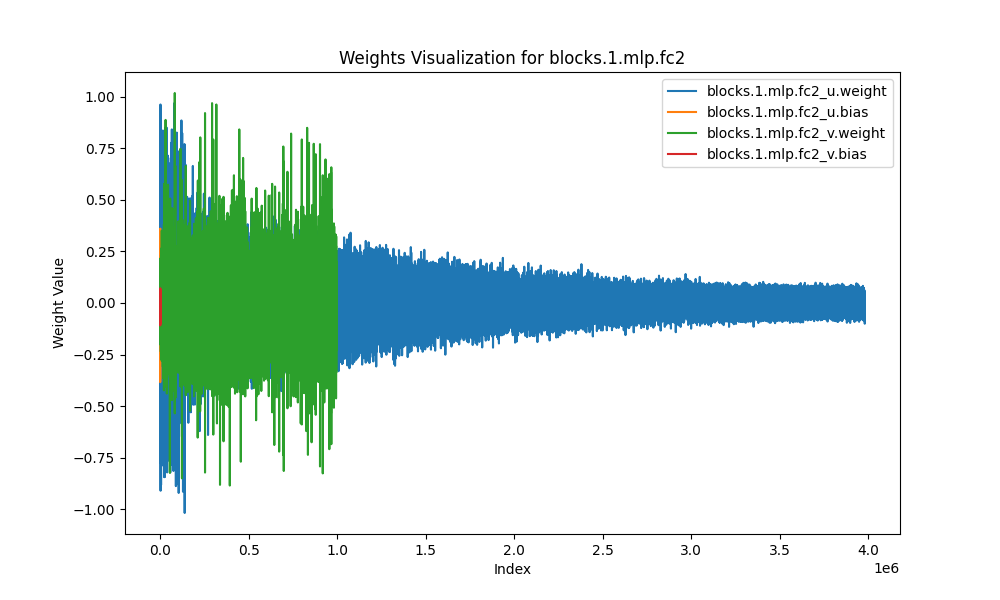 Weights Visualization for blocks.1.mlp.fc2
blocks.1.mlp.fc2_u.weight
blocks.1.mlp.fc2_u.bias
blocks.1.mlp.fc2_v.weight
blocks.1.mlp.fc2_v.bias
1.00
0.75
0.50
0.25
0.00
−0.25
−0.50
−0.75
−1.00
Weight Value
0.0 0.5 1.0 1.5 2.0 2.5 3.0 3.5 4.0
1e6
Index